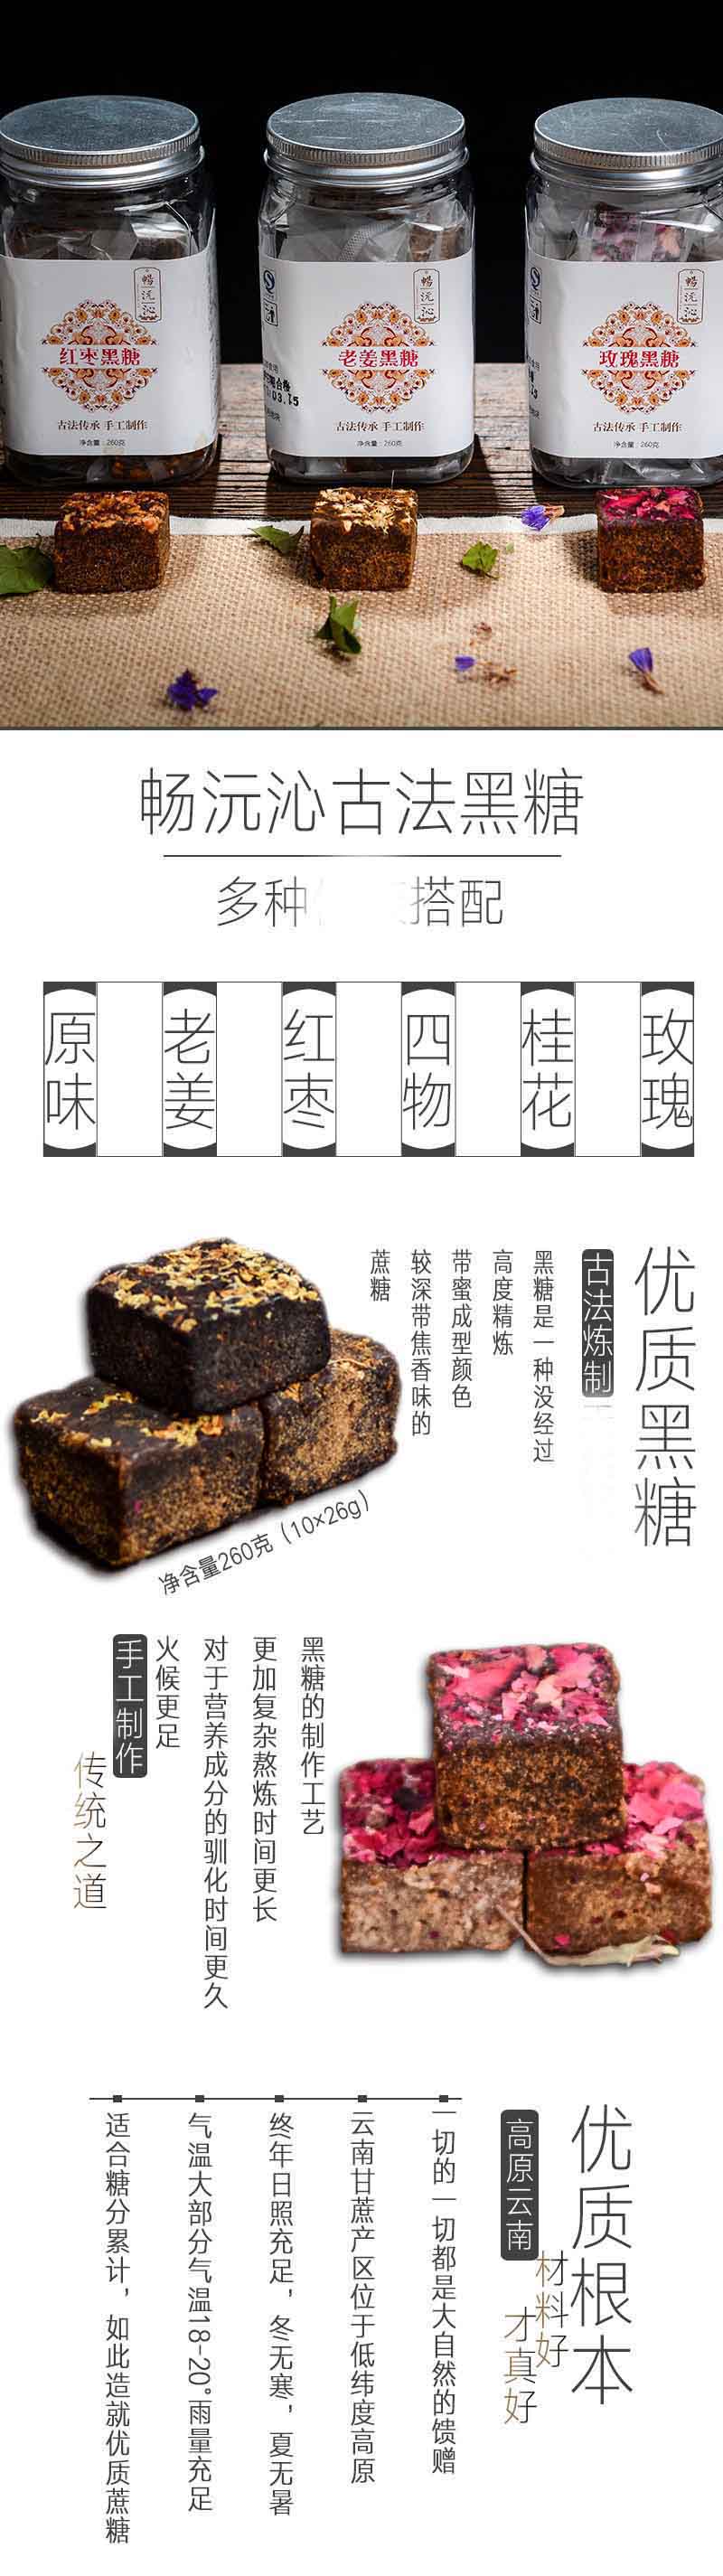 暢沅沁
红枣黑糖
古法传承 手工制作
净含量：260克
暢沅沁
老姜黑糖
古法传承 手工制作
净含量：260克
暢沅沁
玫瑰黑糖
古法传承 手工制作
净含量：260克
畅沅沁古法黑糖
多种
搭配
原味
老姜
红枣
四物
桂花
玫瑰
优质黑糖
古法炼制
黑糖是一种没经过
高度精炼
带蜜成型颜色
较深带焦香味的
蔗糖
净含量260克（10×26g）
黑糖的制作工艺
更加复杂熬炼时间更长
对于营养成分的驯化时间更久
火候更足
手工制作
传统之道
优质根本
材料好
才真好
高原云南
一切的一切都是大自然的馈赠
云南甘蔗产区位于低纬度高原
终年日照充足，冬无寒，夏无暑
气温大部分气温18-20°雨量充足
适合糖分累计，如此造就优质蔗糖